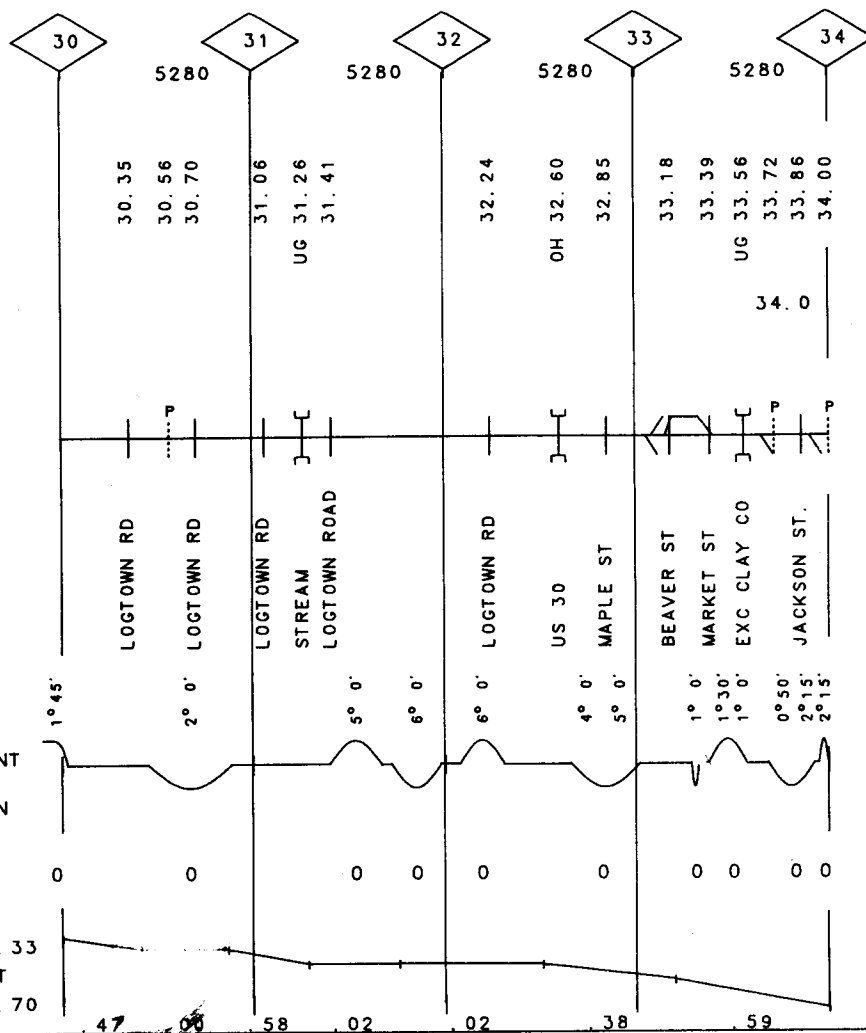 30 31 32 33 34
5280 5280 5280 5280
30.35
30.56
30.70
31.06
UG 31.26
31.41
32.24
OH 32.60
32.85
33.18
33.39
UG 33.56
33.72
33.86
34.00
34.0
P P P
LOGTOWN RD
LOGTOWN RD
LOGTOWN RD
STREAM
LOGTOWN ROAD
LOGTOWN RD
US 30
MAPLE ST
BEAVER ST
MARKET ST
EXC CLAY CO
JACKSON ST.
1° 45'
2° 0'
5° 0'
6° 0'
6° 0'
4° 0'
5° 0'
1° 0'
1° 30'
1° 0'
0° 50'
2° 15'
2° 15'
NT
N
0 0 0 0 0 0 0 0 0 0
33
T
70
.47 58 .02 .02 .38 59